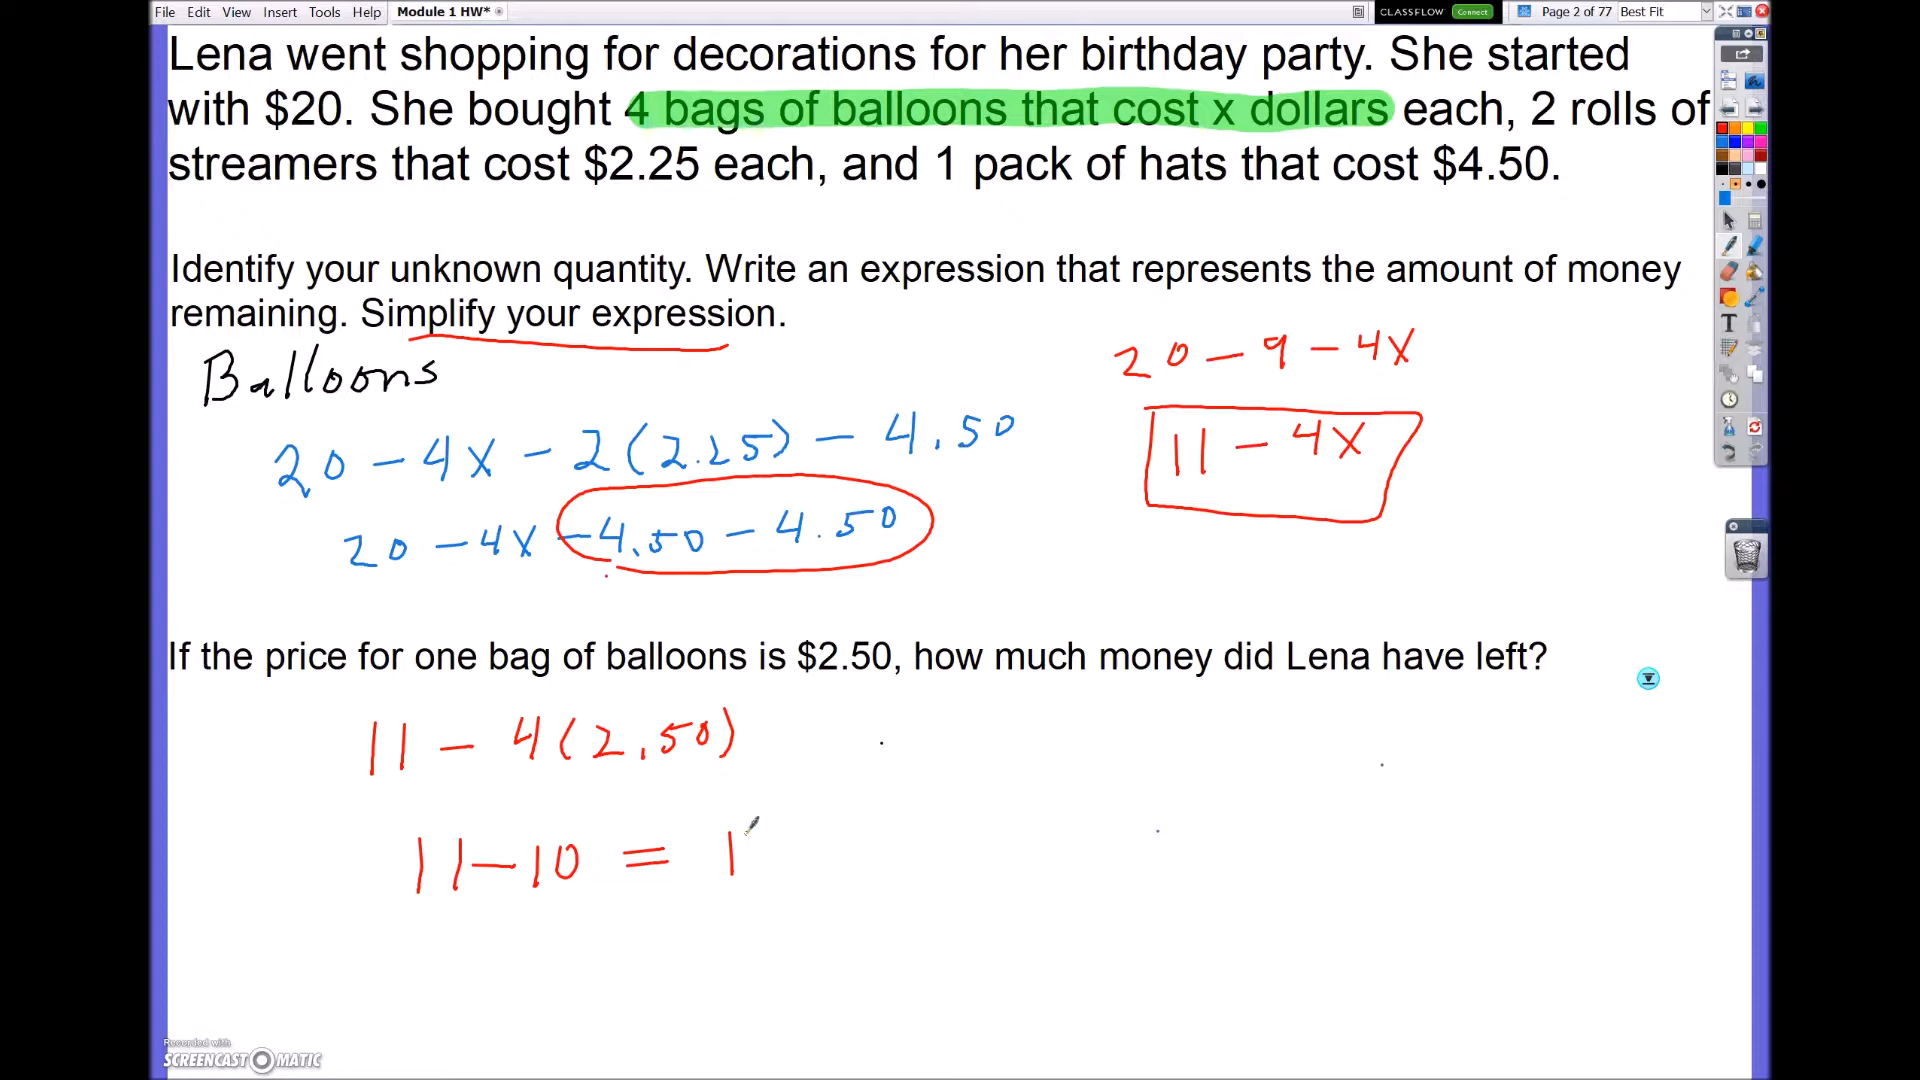 File Edit View Insert Tools Help Module 1 HW* CLASSFLOW Connect Page 2 of 77 Best Fit
Lena went shopping for decorations for her birthday party. She started
with $20. She bought 4 bags of balloons that cost x dollars each, 2 rolls of
streamers that cost $2.25 each, and 1 pack of hats that cost $4.50.
Identify your unknown quantity. Write an expression that represents the amount of money
remaining. Simplify your expression.
Balloons
20 - 4x - 2(2.25) - 4.50
20 - 4x - 4.50 - 4.50
20 - 9 - 4x
11 - 4x
If the price for one bag of balloons is $2.50, how much money did Lena have left?
11 - 4(2.50)
11-10 = 1
Recorded with
SCREENCAST MATIC